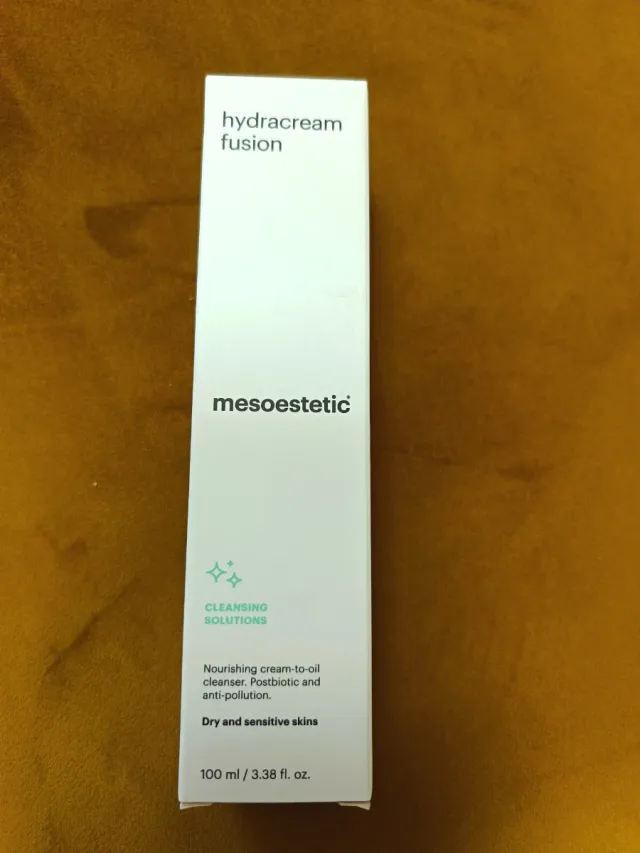 hydracream
fusion
mesoestetic®
CLEANSING
SOLUTIONS
Nourishing cream-to-oil
cleanser. Postbiotic and
anti-pollution.
Dry and sensitive skins
100 ml / 3.38 fl. oz.